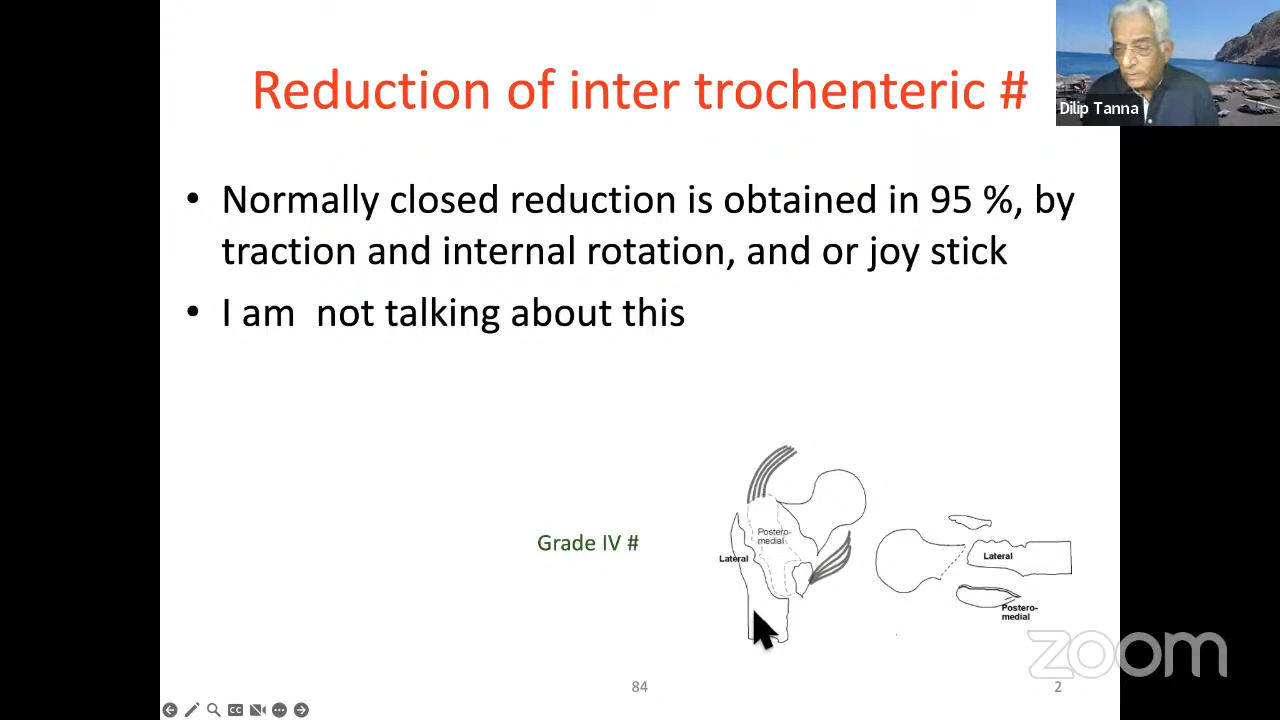 Reduction of inter trochenteric #
Dilip Tanna
• Normally closed reduction is obtained in 95 %, by
traction and internal rotation, and or joy stick
• I am  not talking about this
Grade IV #
Postero-
medial
Lateral
Lateral
Postero-
medial
zoom
84
2